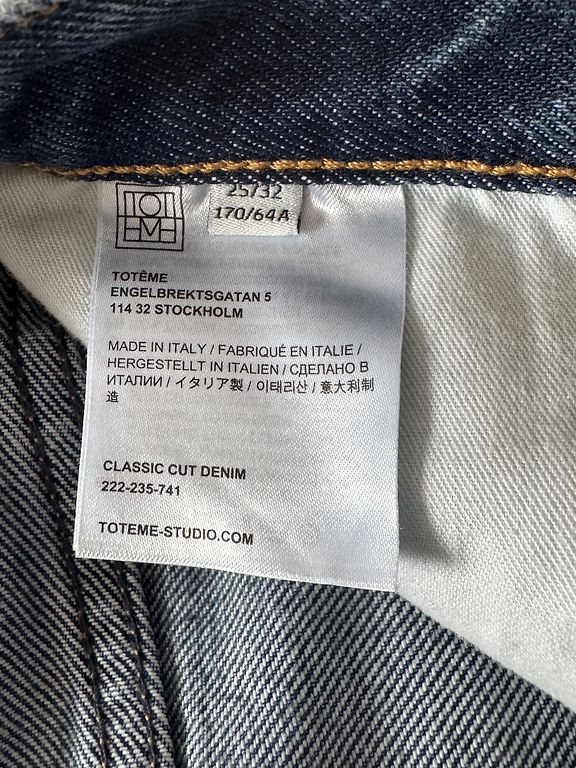 TOT
EME
25/32
170/64A
TOTÊME
ENGELBREKTSGATAN 5
114 32 STOCKHOLM
MADE IN ITALY / FABRIQUÉ EN ITALIE /
HERGESTELLT IN ITALIEN / СДЕЛАНО В
ИТАЛИИ / イタリア製 / 이태리산 / 意大利制
造
CLASSIC CUT DENIM
222-235-741
TOTEME-STUDIO.COM